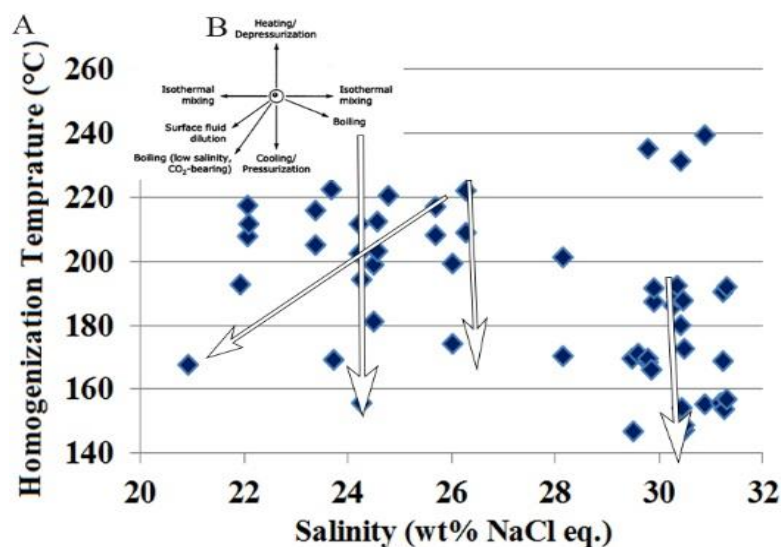 A
B
Heating/
Depressurization
Isothermal
mixing
Isothermal
mixing
Boiling
Surface fluid
dilution
Boiling (low salinity,
CO₂-bearing)
Cooling/
Pressurization
Homogenization Temprature (°C)
260
240
220
200
180
160
140
20
22
24
26
28
30
32
Salinity (wt% NaCl eq.)